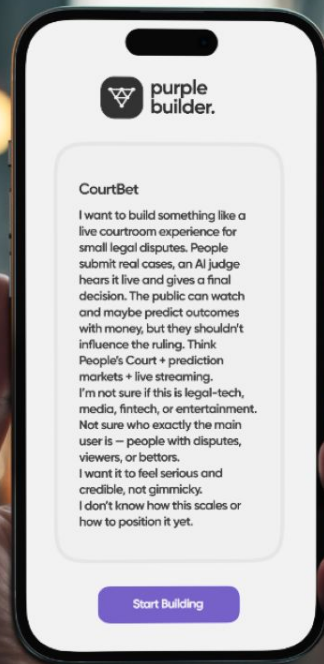 purple
builder.
CourtBet
I want to build something like a
live courtroom experience for
small legal disputes. People
submit real cases, an AI judge
hears it live and gives a final
decision. The public can watch
and maybe predict outcomes
with money, but they shouldn't
influence the ruling. Think
People's Court + prediction
markets + live streaming.
I'm not sure if this is legal-tech,
media, fintech, or entertainment.
Not sure who exactly the main
user is — people with disputes,
viewers, or bettors.
I want it to feel serious and
credible, not gimmicky.
I don't know how this scales or
how to position it yet.
Start Building